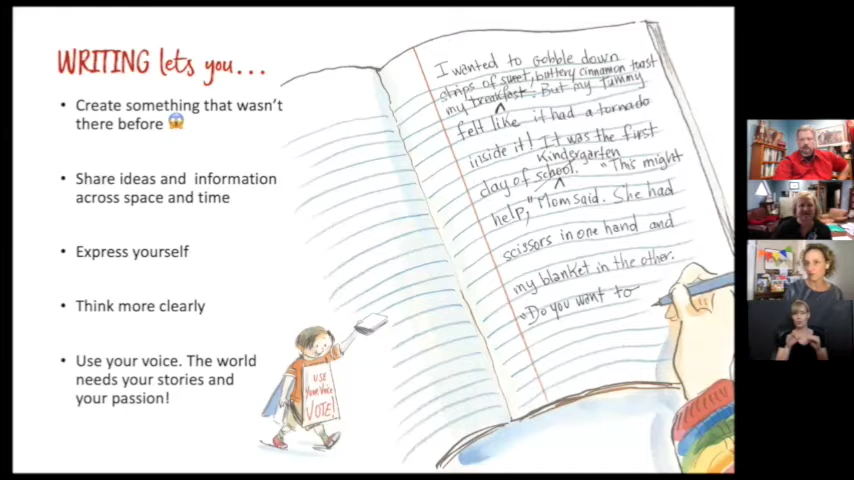 WRITING lets you...
• Create something that wasn't
there before 😱
• Share ideas and information
across space and time
• Express yourself
• Think more clearly
• Use your voice. The world
needs your stories and
your passion!
USE
Your Voice
VOTE!
I wanted to gobble down
strips of sweet, buttery cinnamon toast
my breakfast. But my tummy
felt like it had a tornado
inside it! It was the first
Kindergarten
day of school. "This might
help," Mom said. She had
scissors in one hand and
my blanket in the other.
"Do you want to